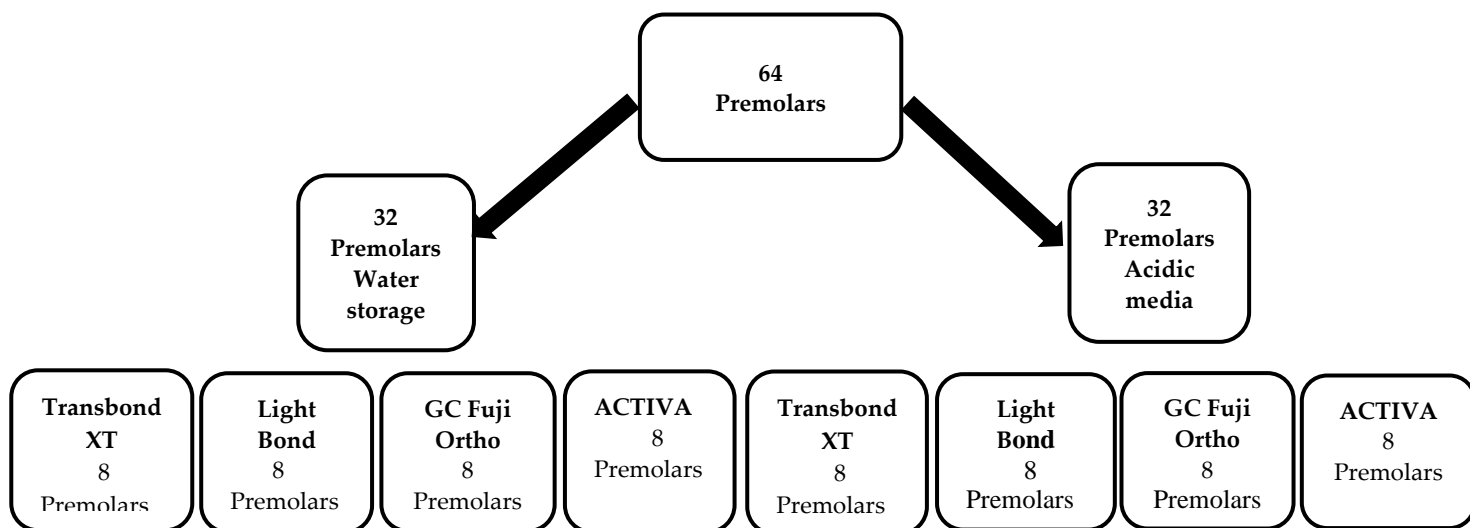 64
Premolars
32
Premolars
Water
storage
32
Premolars
Acidic
media
Transbond
XT
8
Premolars
Light
Bond
8
Premolars
GC Fuji
Ortho
8
Premolars
ACTIVA
8
Premolars
Transbond
XT
8
Premolars
Light
Bond
8
Premolars
GC Fuji
Ortho
8
Premolars
ACTIVA
8
Premolars